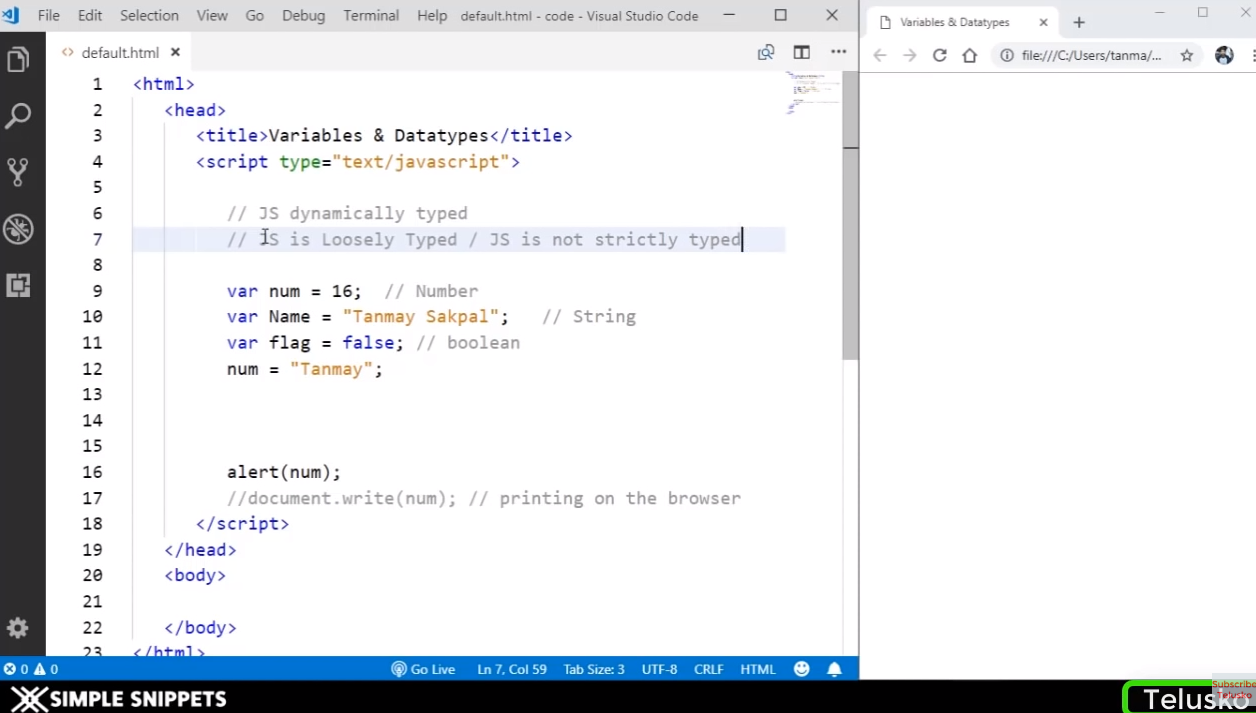 File Edit Selection View Go Debug Terminal Help default.html - code - Visual Studio Code
Variables & Datatypes
default.html
file:///C:/Users/tanma/...
1 <html>
2 <head>
3 <title>Variables & Datatypes</title>
4 <script type="text/javascript">
5
6 // JS dynamically typed
7 // JS is Loosely Typed / JS is not strictly typed
8
9 var num = 16; // Number
10 var Name = "Tanmay Sakpal"; // String
11 var flag = false; // boolean
12 num = "Tanmay";
13
14
15
16 alert(num);
17 //document.write(num); // printing on the browser
18 </script>
19 </head>
20 <body>
21
22 </body>
23 </html>
0 0 Go Live Ln 7, Col 59 Tab Size: 3 UTF-8 CRLF HTML
SIMPLE SNIPPETS
Subscribe
Telusko
Telusko